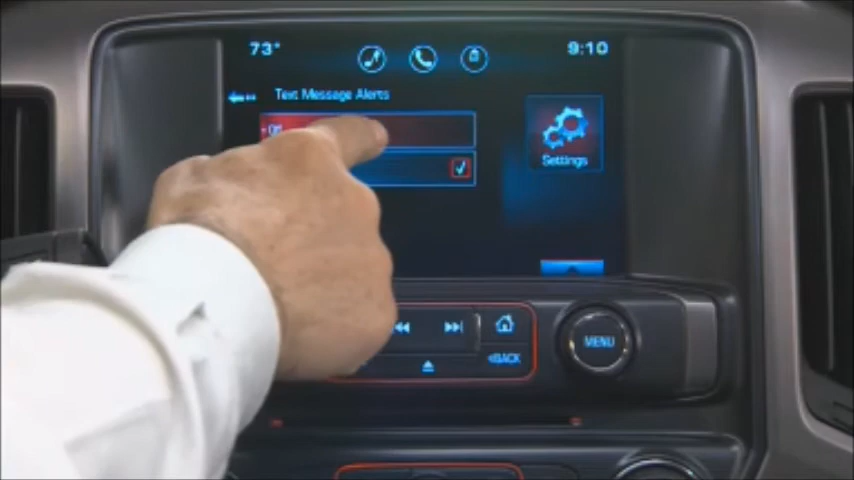 73° 9:10
Text Message Alerts
Settings
MENU
BACK